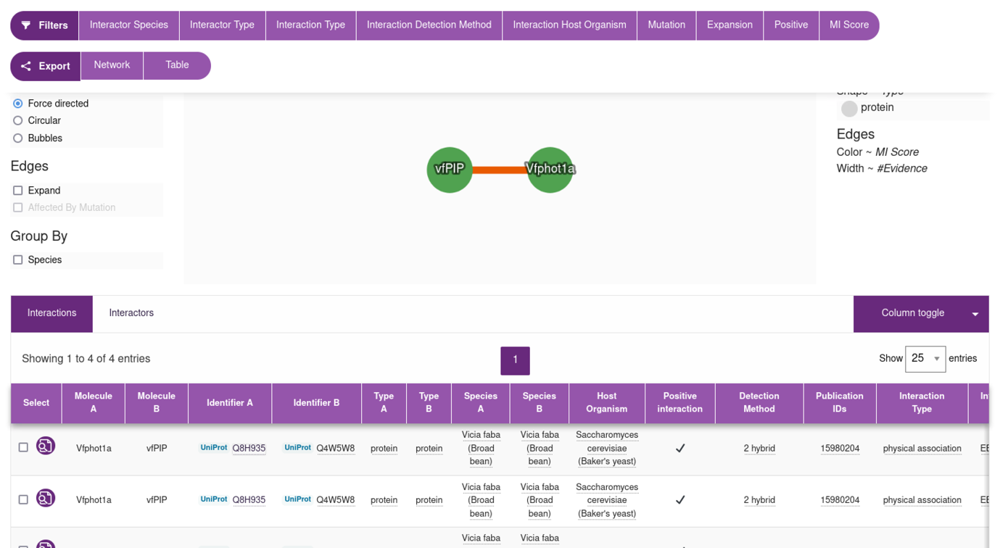 Filters Interactor Species Interactor Type Interaction Type Interaction Detection Method Interaction Host Organism Mutation Expansion Positive MI Score
Export Network Table
Force directed
Circular
Bubbles
Edges
Expand
Affected By Mutation
Group By
Species
vfPIP Vfphot1a
Shape ~ Type
protein
Edges
Color ~ MI Score
Width ~ #Evidence
Interactions Interactors Column toggle
Showing 1 to 4 of 4 entries 1 Show 25 entries
Select Molecule A Molecule B Identifier A Identifier B Type A Type B Species A Species B Host Organism Positive interaction Detection Method Publication IDs Interaction Type
Vfphot1a vfPIP UniProt Q8H935 UniProt Q4W5W8 protein protein Vicia faba (Broad bean) Vicia faba (Broad bean) Saccharomyces cerevisiae (Baker's yeast) 2 hybrid 15980204 physical association
Vfphot1a vfPIP UniProt Q8H935 UniProt Q4W5W8 protein protein Vicia faba (Broad bean) Vicia faba (Broad bean) Saccharomyces cerevisiae (Baker's yeast) 2 hybrid 15980204 physical association
Vicia faba Vicia faba